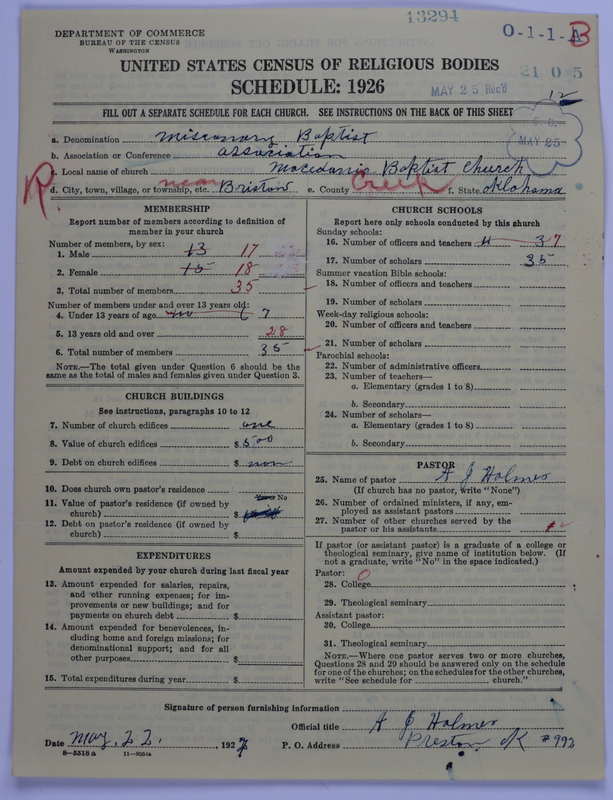 13294
O-1-1-A B
DEPARTMENT OF COMMERCE
BUREAU OF THE CENSUS
WASHINGTON
21 0 5
UNITED STATES CENSUS OF RELIGIOUS BODIES
SCHEDULE: 1926
MAY 25 Rec'd
12
FILL OUT A SEPARATE SCHEDULE FOR EACH CHURCH. SEE INSTRUCTIONS ON THE BACK OF THIS SHEET
MAY 25
a. Denomination Missonary Baptist
b. Association or Conference association
c. Local name of church Macedania Baptist Church
R
d. City, town, village, or township, etc. near Bristow e. County Creek f. State oklahama
MEMBERSHIP
Report number of members according to definition of member in your church
Number of members, by sex:
1. Male 13 17
2. Female 15 18
3. Total number of members 35
Number of members under and over 13 years old:
4. Under 13 years of age 7
5. 13 years old and over 28
6. Total number of members 35
NOTE.—The total given under Question 6 should be same as the total of males and females given under Question 3.
CHURCH BUILDINGS
See instructions, paragraphs 10 to 12
7. Number of church edifices one
8. Value of church edifices $500
9. Debt on church edifices $ non
10. Does church own pastor's residence No
11. Value of pastor's residence (if owned by church) $
12. Debt on pastor's residence (if owned by church) $
EXPENDITURES
Amount expended by your church during last fiscal year
13. Amount expended for salaries, repairs, and other running expenses; for improvements or new buildings; and for payments on church debt $
14. Amount expended for benevolences, including home and foreign missions; for denominational support; and for all other purposes $
15. Total expenditures during year $
CHURCH SCHOOLS
Report here only schools conducted by this church
Sunday schools:
16. Number of officers and teachers 4 37
17. Number of scholars 35
Summer vacation Bible schools:
18. Number of officers and teachers
19. Number of scholars
Week-day religious schools:
20. Number of officers and teachers
21. Number of scholars
Parochial schools:
22. Number of administrative officers
23. Number of teachers—
a. Elementary (grades 1 to 8)
b. Secondary
24. Number of scholars—
a. Elementary (grades 1 to 8)
b. Secondary
PASTOR
25. Name of pastor A J Holmes
(If church has no pastor, write "None")
26. Number of ordained ministers, if any, employed as assistant pastors
27. Number of other churches served by the pastor or his assistants
If pastor (or assistant pastor) is a graduate of a college or theological seminary, give name of institution below. (If not a graduate, write "No" in the space indicated.)
Pastor: O
28. College
29. Theological seminary
Assistant pastor:
30. College
31. Theological seminary
NOTE.—Where one pastor serves two or more churches, Questions 28 and 29 should be answered only on the schedule for one of the churches; on the schedules for the other churches, write "See schedule for church."
Signature of person furnishing information
Official title A J Holmes
Date May. 22. , 1927 P. O. Address Preston OK #992
8—5518 a 11—9054a